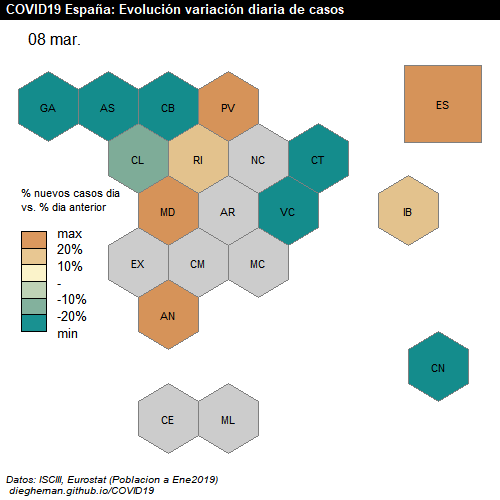 COVID19 España: Evolución variación diaria de casos
08 mar.
GA AS CB PV ES
CL RI NC CT
% nuevos casos dia
vs. % dia anterior
MD AR VC IB
max
20%
10%
-
-10%
-20%
min
EX CM MC
AN
CN
CE ML
Datos: ISCIII, Eurostat (Poblacion a Ene2019)
diegheman.github.io/COVID19